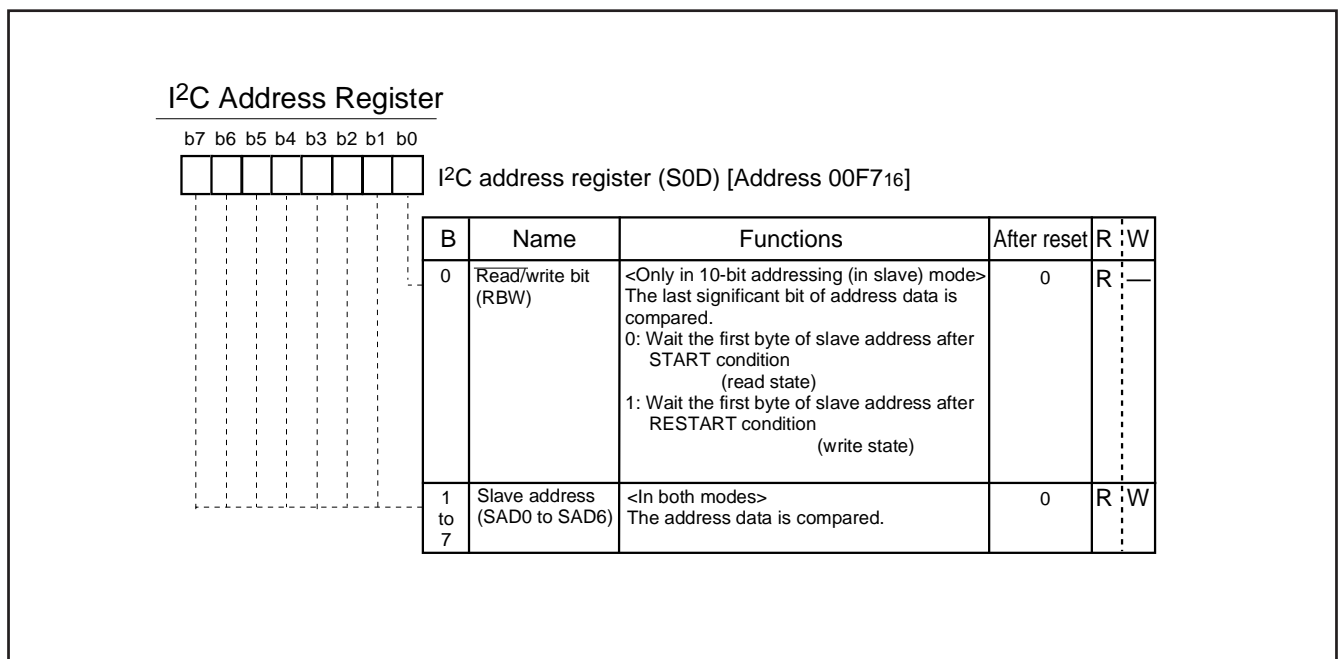 I2C Address Register
b7 b6 b5 b4 b3 b2 b1 b0
I2C address register (S0D) [Address 00F716]
B Name Functions After reset R W
0 Read/write bit (RBW) <Only in 10-bit addressing (in slave) mode> 0 R —
The last significant bit of address data is
compared.
0: Wait the first byte of slave address after
START condition
(read state)
1: Wait the first byte of slave address after
RESTART condition
(write state)
1 to 7 Slave address (SAD0 to SAD6) <In both modes> 0 R W
The address data is compared.